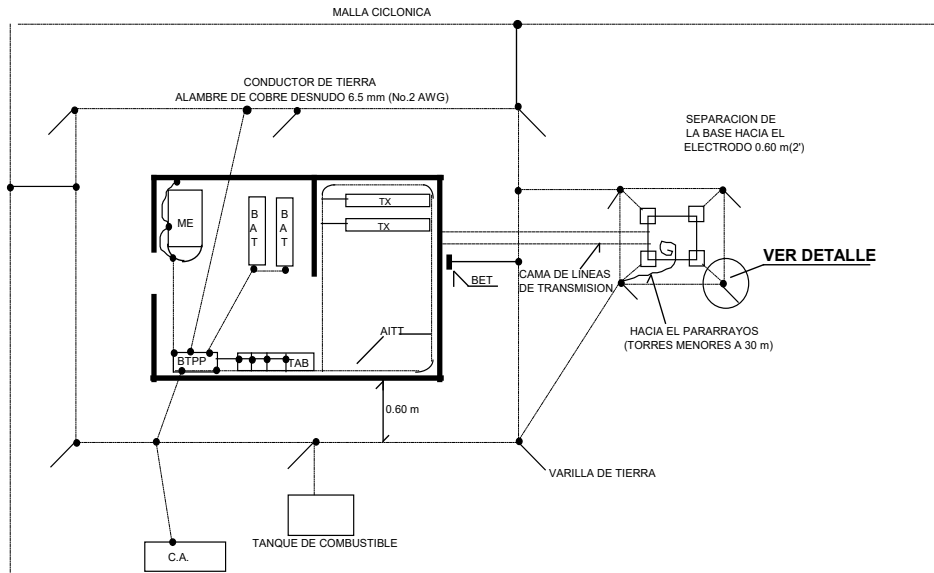 MALLA CICLONICA
CONDUCTOR DE TIERRA
ALAMBRE DE COBRE DESNUDO 6.5 mm (No.2 AWG)
SEPARACION DE
LA BASE HACIA EL
ELECTRODO 0.60 m(2')
ME
BAT
BAT
TX
TX
VER DETALLE
BET
CAMA DE LINEAS
DE TRANSMISION
HACIA EL PARARRAYOS
(TORRES MENORES A 30 m)
AITT
BTPP
TAB
0.60 m
VARILLA DE TIERRA
TANQUE DE COMBUSTIBLE
C.A.